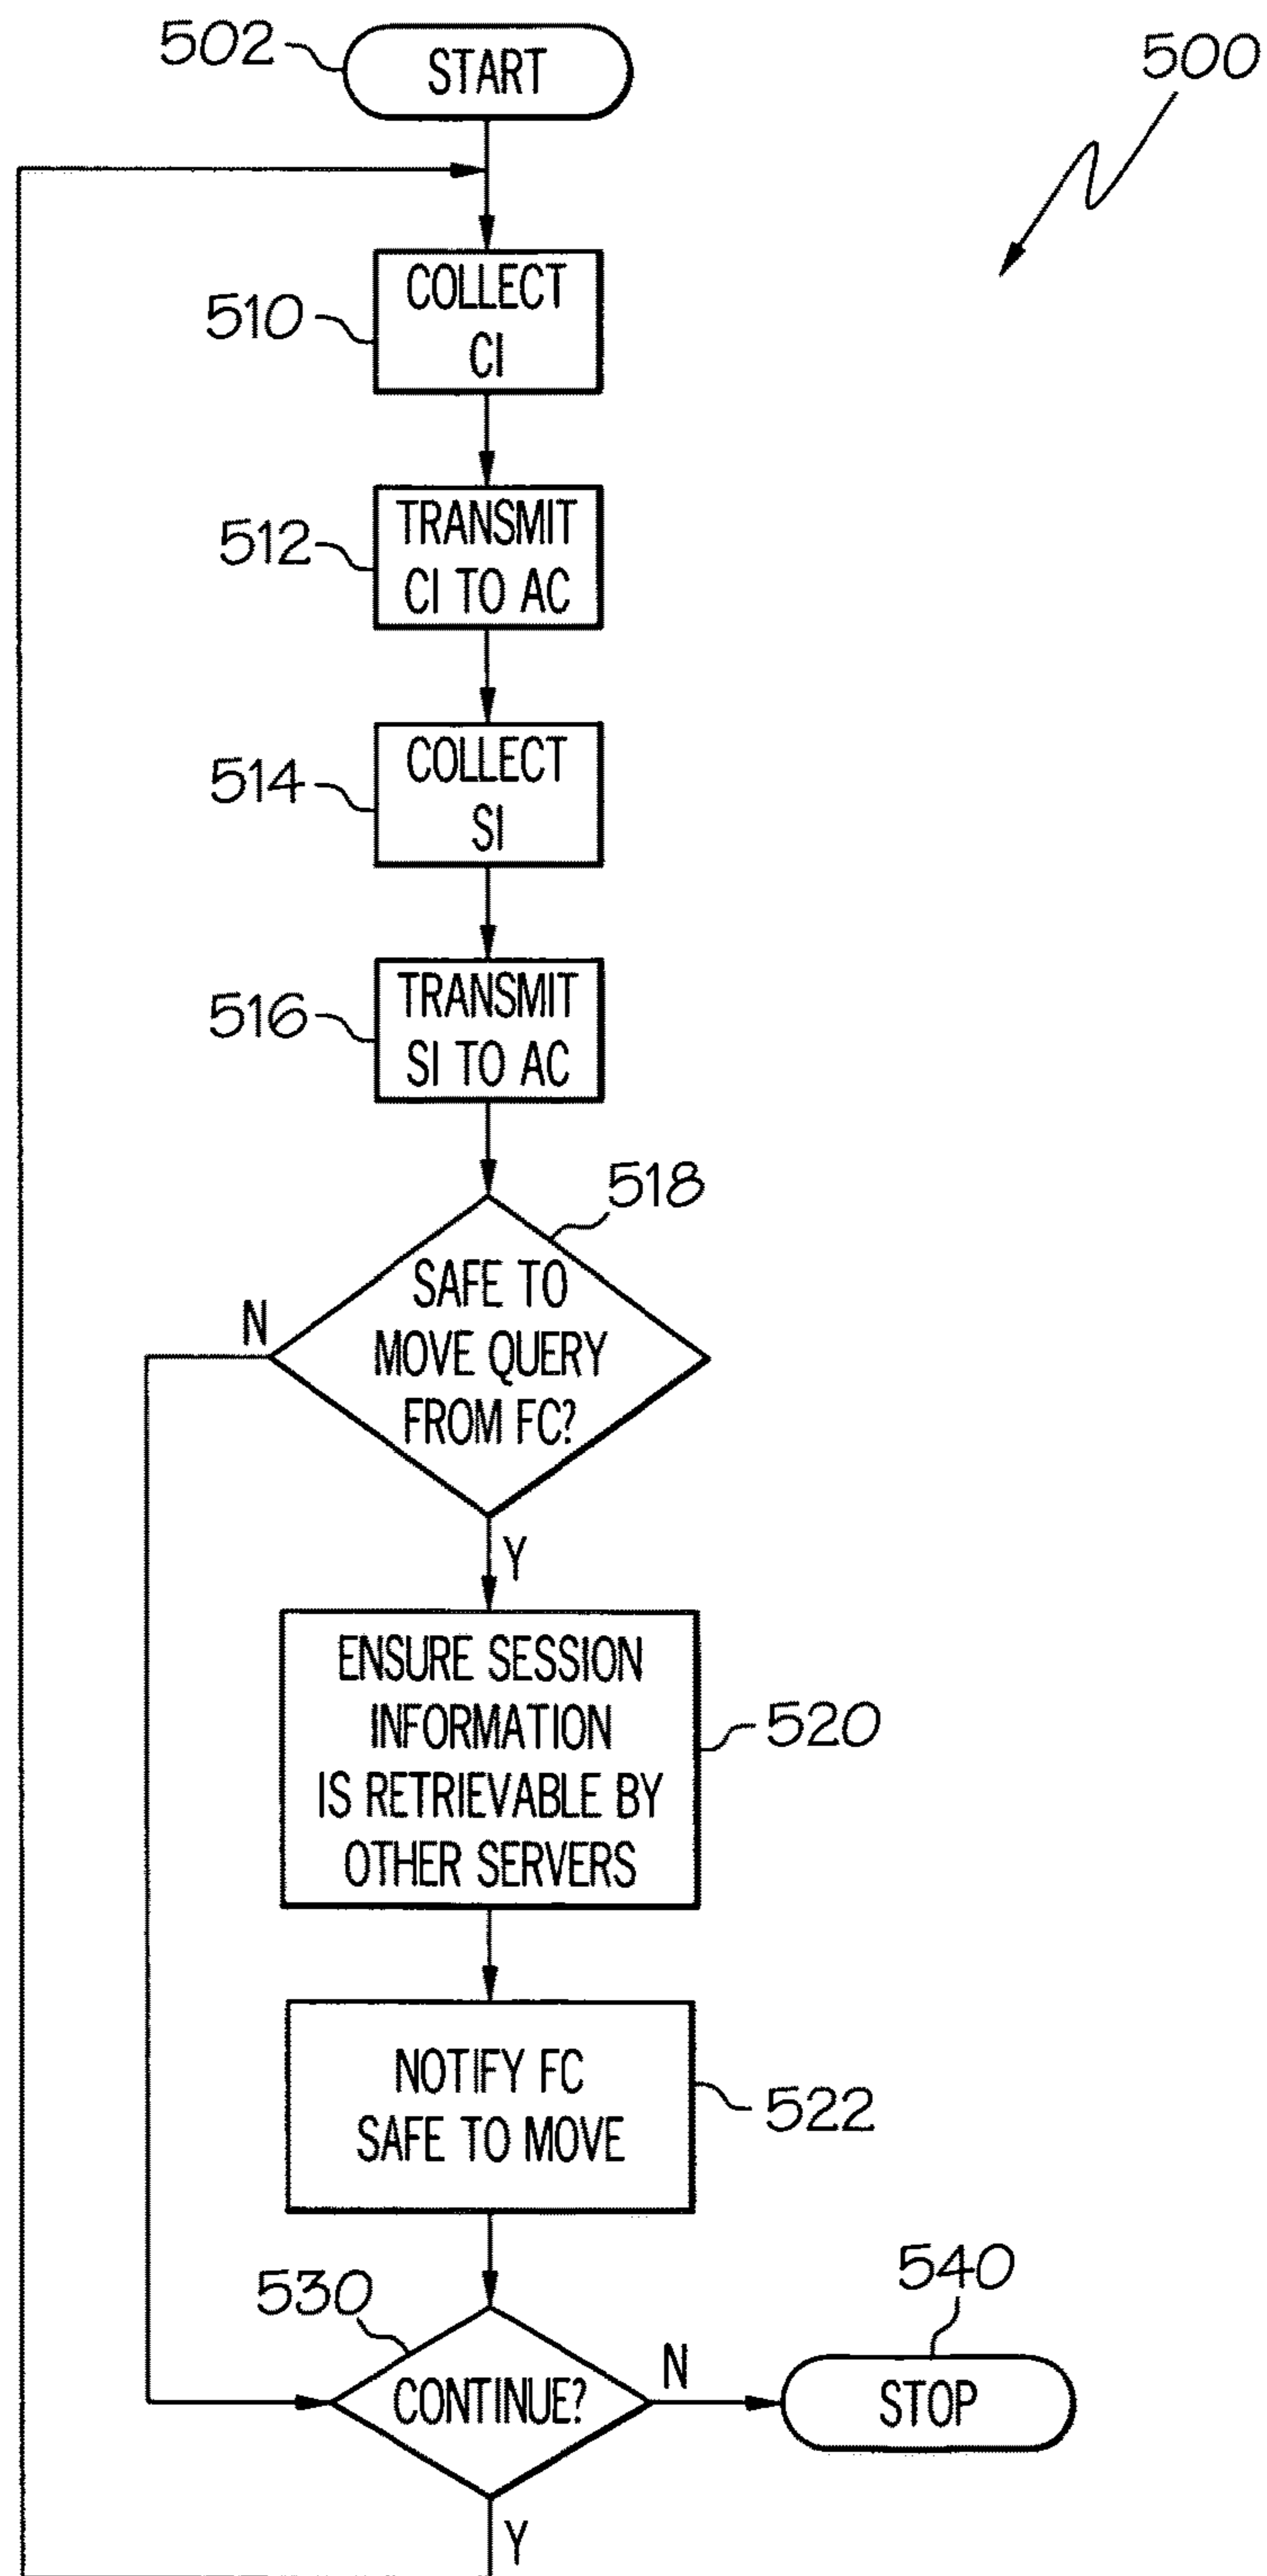 502
START
500
510
COLLECT
CI
512
TRANSMIT
CI TO AC
514
COLLECT
SI
516
TRANSMIT
SI TO AC
518
SAFE TO
MOVE QUERY
FROM FC?
N
Y
ENSURE SESSION
INFORMATION
IS RETRIEVABLE BY
OTHER SERVERS
520
NOTIFY FC
SAFE TO MOVE
522
530
CONTINUE?
N
540
STOP
Y